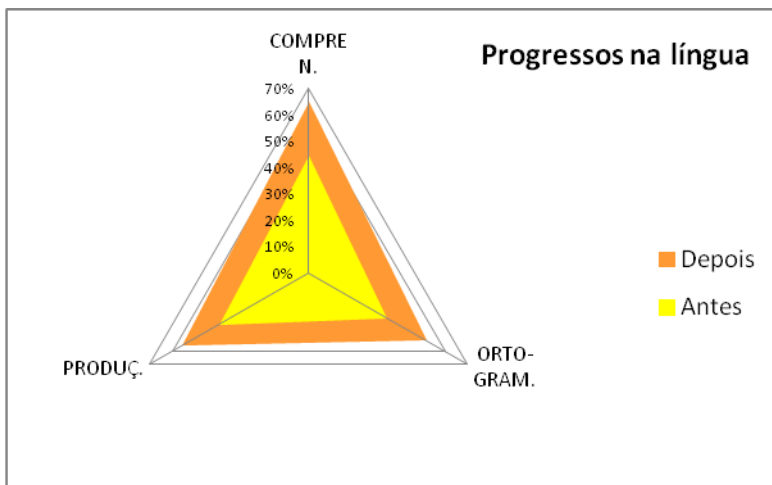 Progressos na língua
COMPRE
N.
70%
60%
50%
40%
30%
20%
10%
0%
PRODUÇ.
ORTO-
GRAM.
Depois
Antes